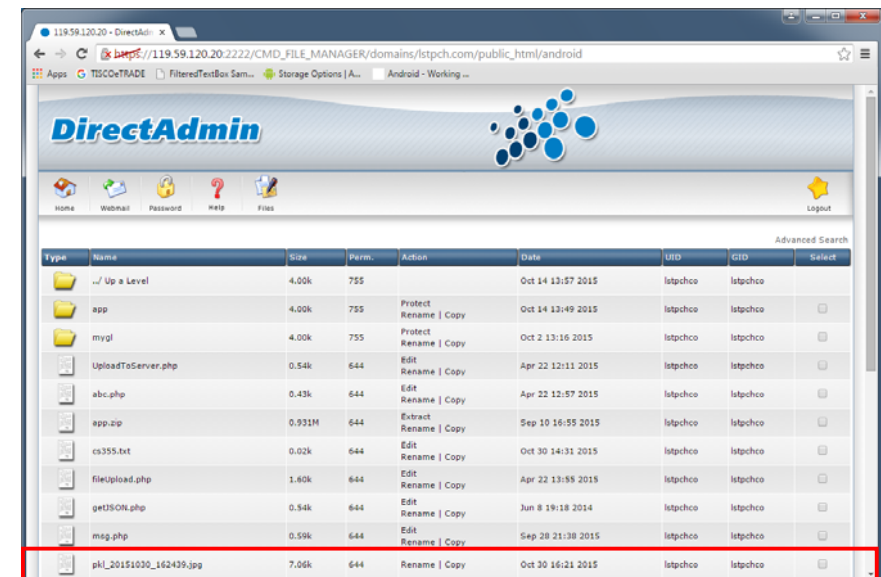 119.59.120.20 - DirectAdn
https://119.59.120.20:2222/CMD_FILE_MANAGER/domains/lstpch.com/public_html/android
Apps TISCOeTRADE FilteredTextBox Sam... Storage Options | A... Android - Working ...
DirectAdmin
Home Webmail Password Help Files Logout
Advanced Search
Type Name Size Perm. Action Date UID GID Select
../ Up a Level 4.00k 755 Oct 14 13:57 2015 lstpchco lstpchco
app 4.00k 755 Protect Oct 14 13:49 2015 lstpchco lstpchco
Rename | Copy
mygl 4.00k 755 Protect Oct 2 13:16 2015 lstpchco lstpchco
Rename | Copy
UploadToServer.php 0.54k 644 Edit Apr 22 12:11 2015 lstpchco lstpchco
Rename | Copy
abc.php 0.43k 644 Edit Apr 22 12:57 2015 lstpchco lstpchco
Rename | Copy
app.zip 0.931M 644 Extract Sep 10 16:55 2015 lstpchco lstpchco
Rename | Copy
cs355.txt 0.02k 644 Edit Oct 30 14:31 2015 lstpchco lstpchco
Rename | Copy
fileUpload.php 1.60k 644 Edit Apr 22 13:55 2015 lstpchco lstpchco
Rename | Copy
getJSON.php 0.54k 644 Edit Jun 8 19:18 2014 lstpchco lstpchco
Rename | Copy
msg.php 0.59k 644 Edit Sep 28 21:38 2015 lstpchco lstpchco
Rename | Copy
pkl_20151030_162439.jpg 7.06k 644 Rename | Copy Oct 30 16:21 2015 lstpchco lstpchco